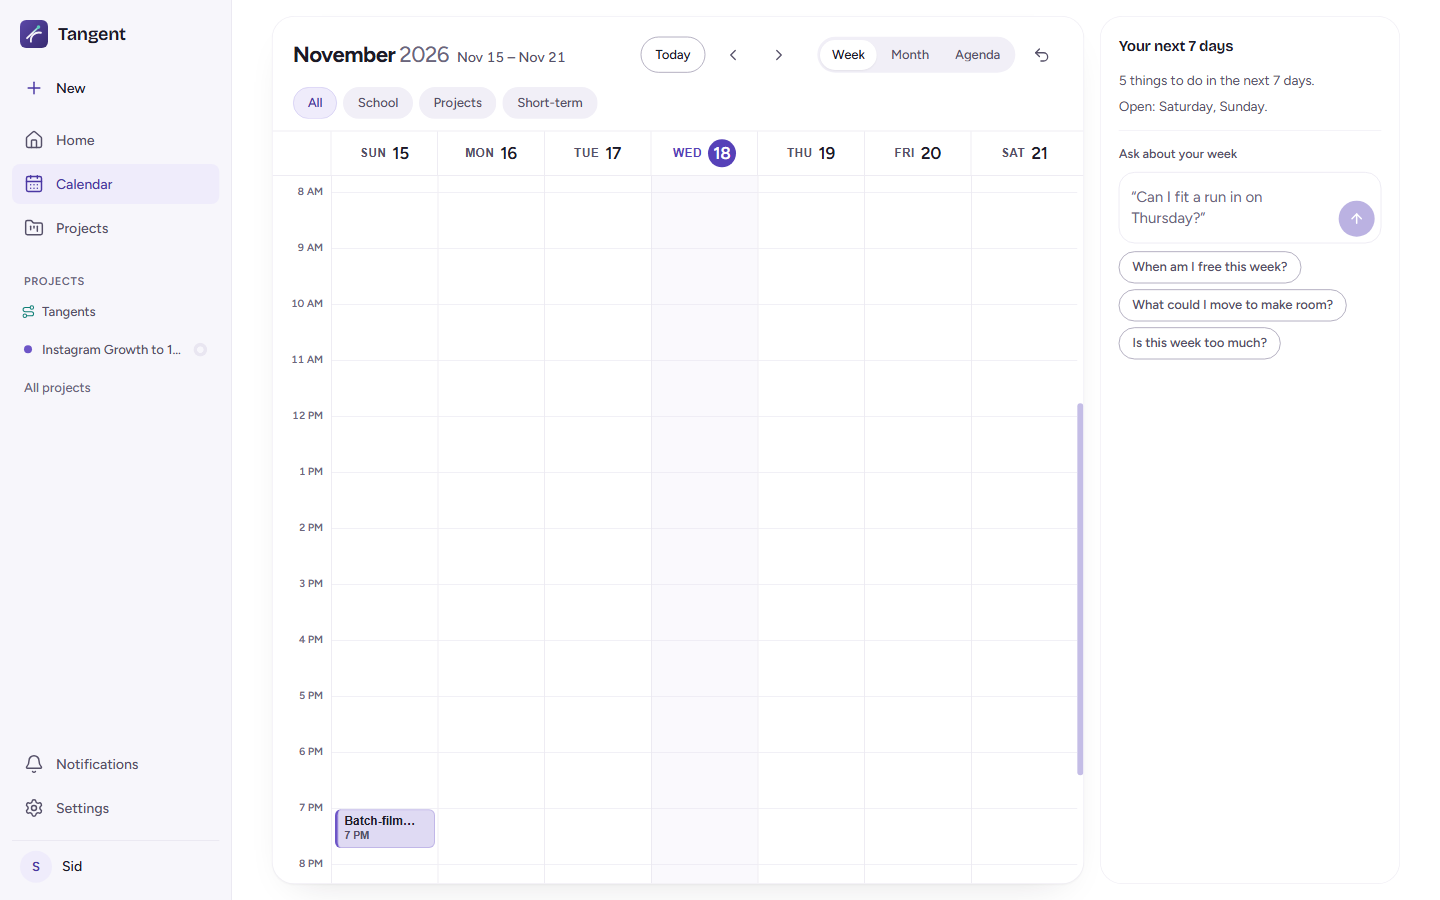 Tangent
New
Home
Calendar
Projects
PROJECTS
Tangents
Instagram Growth to 1...
All projects
Notifications
Settings
S Sid
November 2026 Nov 15 – Nov 21
Today
Week Month Agenda
All School Projects Short-term
SUN 15 MON 16 TUE 17 WED 18 THU 19 FRI 20 SAT 21
8 AM
9 AM
10 AM
11 AM
12 PM
1 PM
2 PM
3 PM
4 PM
5 PM
6 PM
7 PM
Batch-film...
7 PM
8 PM
Your next 7 days
5 things to do in the next 7 days.
Open: Saturday, Sunday.
Ask about your week
“Can I fit a run in on
Thursday?”
When am I free this week?
What could I move to make room?
Is this week too much?